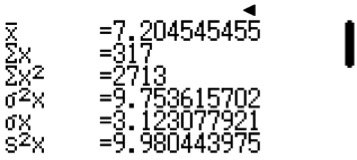 x̄ =7.204545455
Σx =317
Σx² =2713
σ²x =9.753615702
σx =3.123077921
s²x =9.980443975